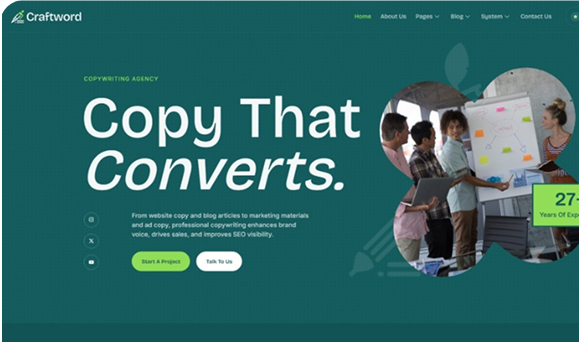 Craftword
Home About Us Pages Blog System Contact Us
COPYWRITING AGENCY
Copy That
Converts.
From website copy and blog articles to marketing materials
and ad copy, professional copywriting enhances brand
voice, drives sales, and improves SEO visibility.
Start A Project Talk To Us
27
Years Of Exp